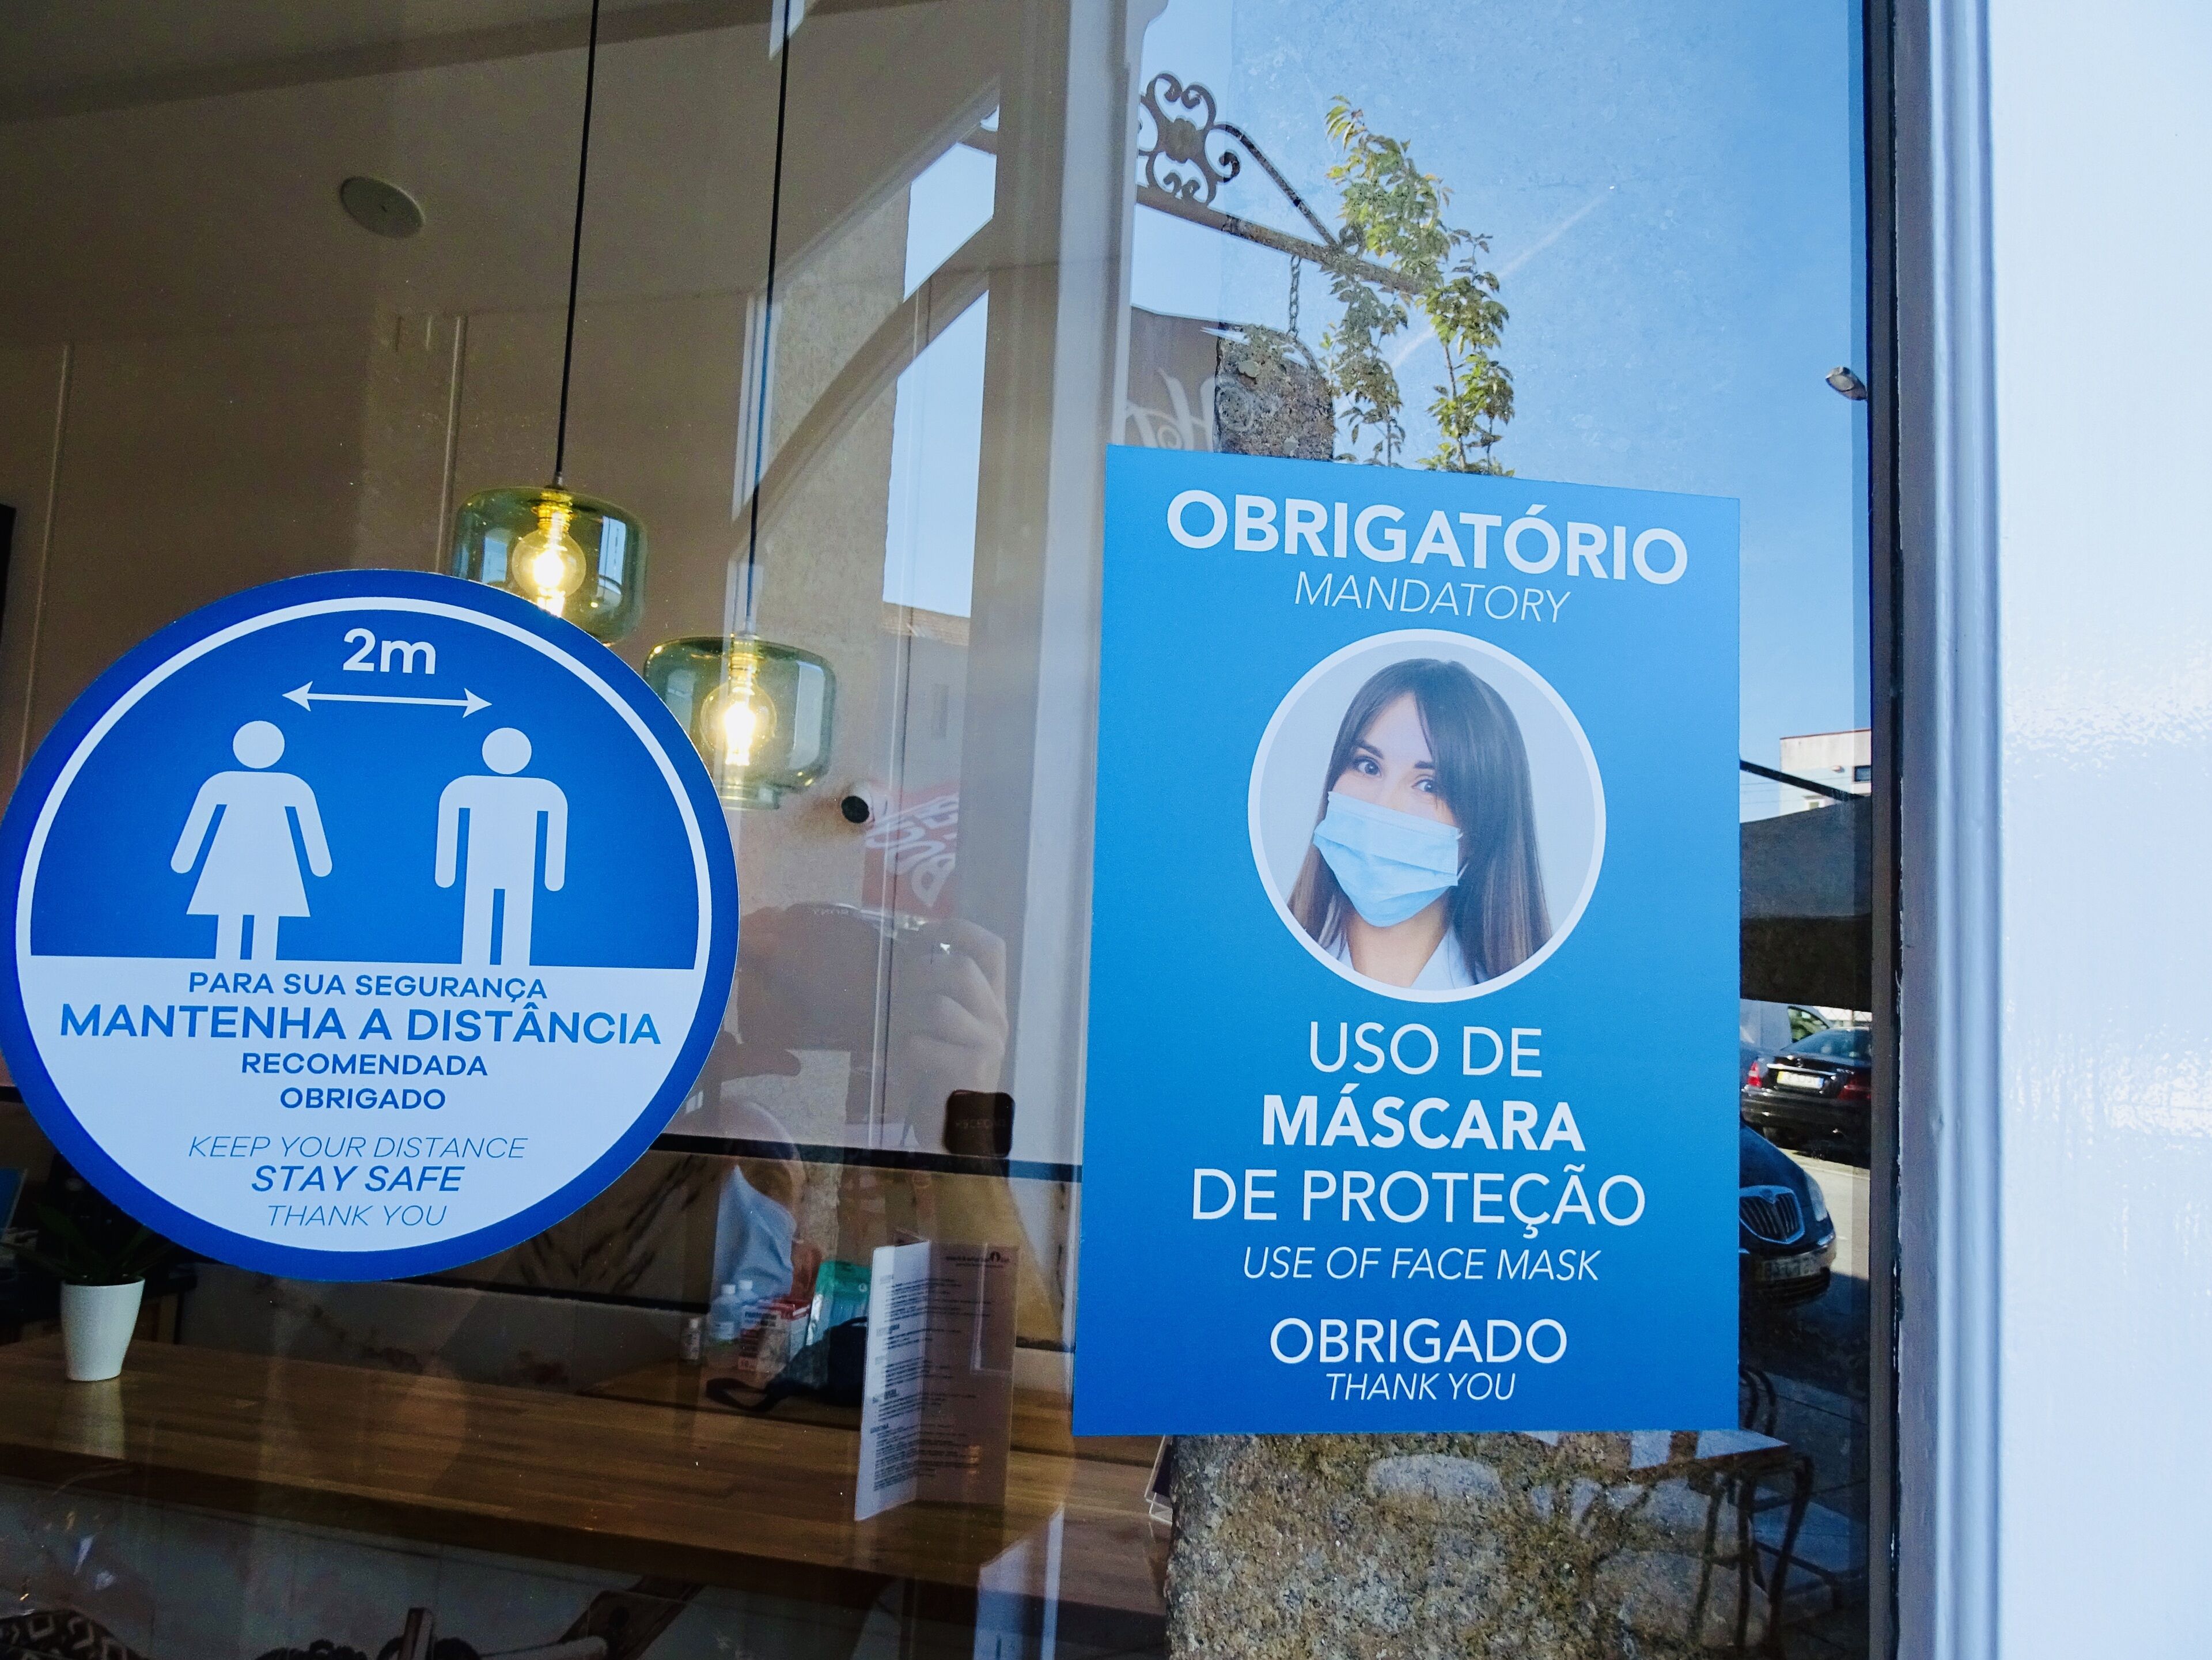 2m
PARA SUA SEGURANÇA
MANTENHA A DISTÂNCIA
RECOMENDADA
OBRIGADO
KEEP YOUR DISTANCE
STAY SAFE
THANK YOU
OBRIGATÓRIO
MANDATORY
USO DE
MÁSCARA
DE PROTEÇÃO
USE OF FACE MASK
OBRIGADO
THANK YOU